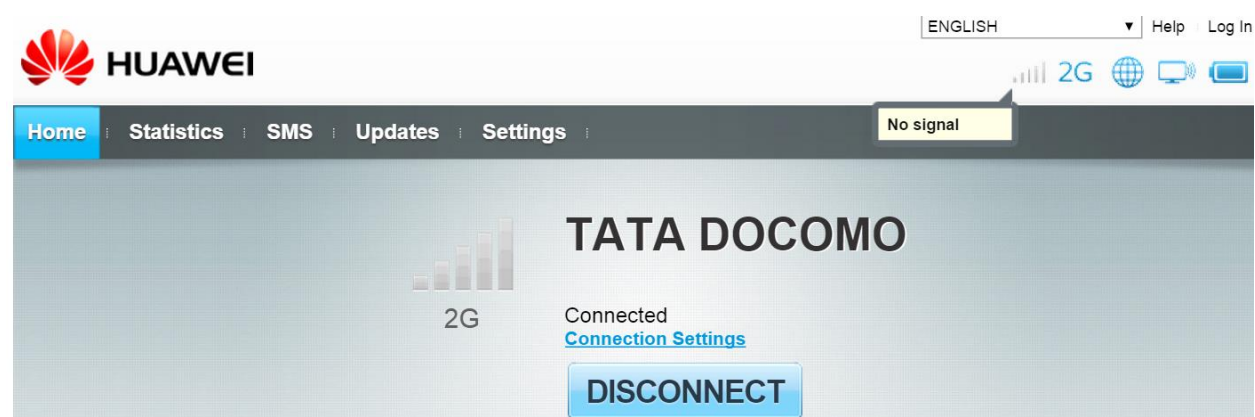 ENGLISH Help Log In
HUAWEI
2G
Home Statistics SMS Updates Settings
No signal
TATA DOCOMO
2G
Connected
Connection Settings
DISCONNECT